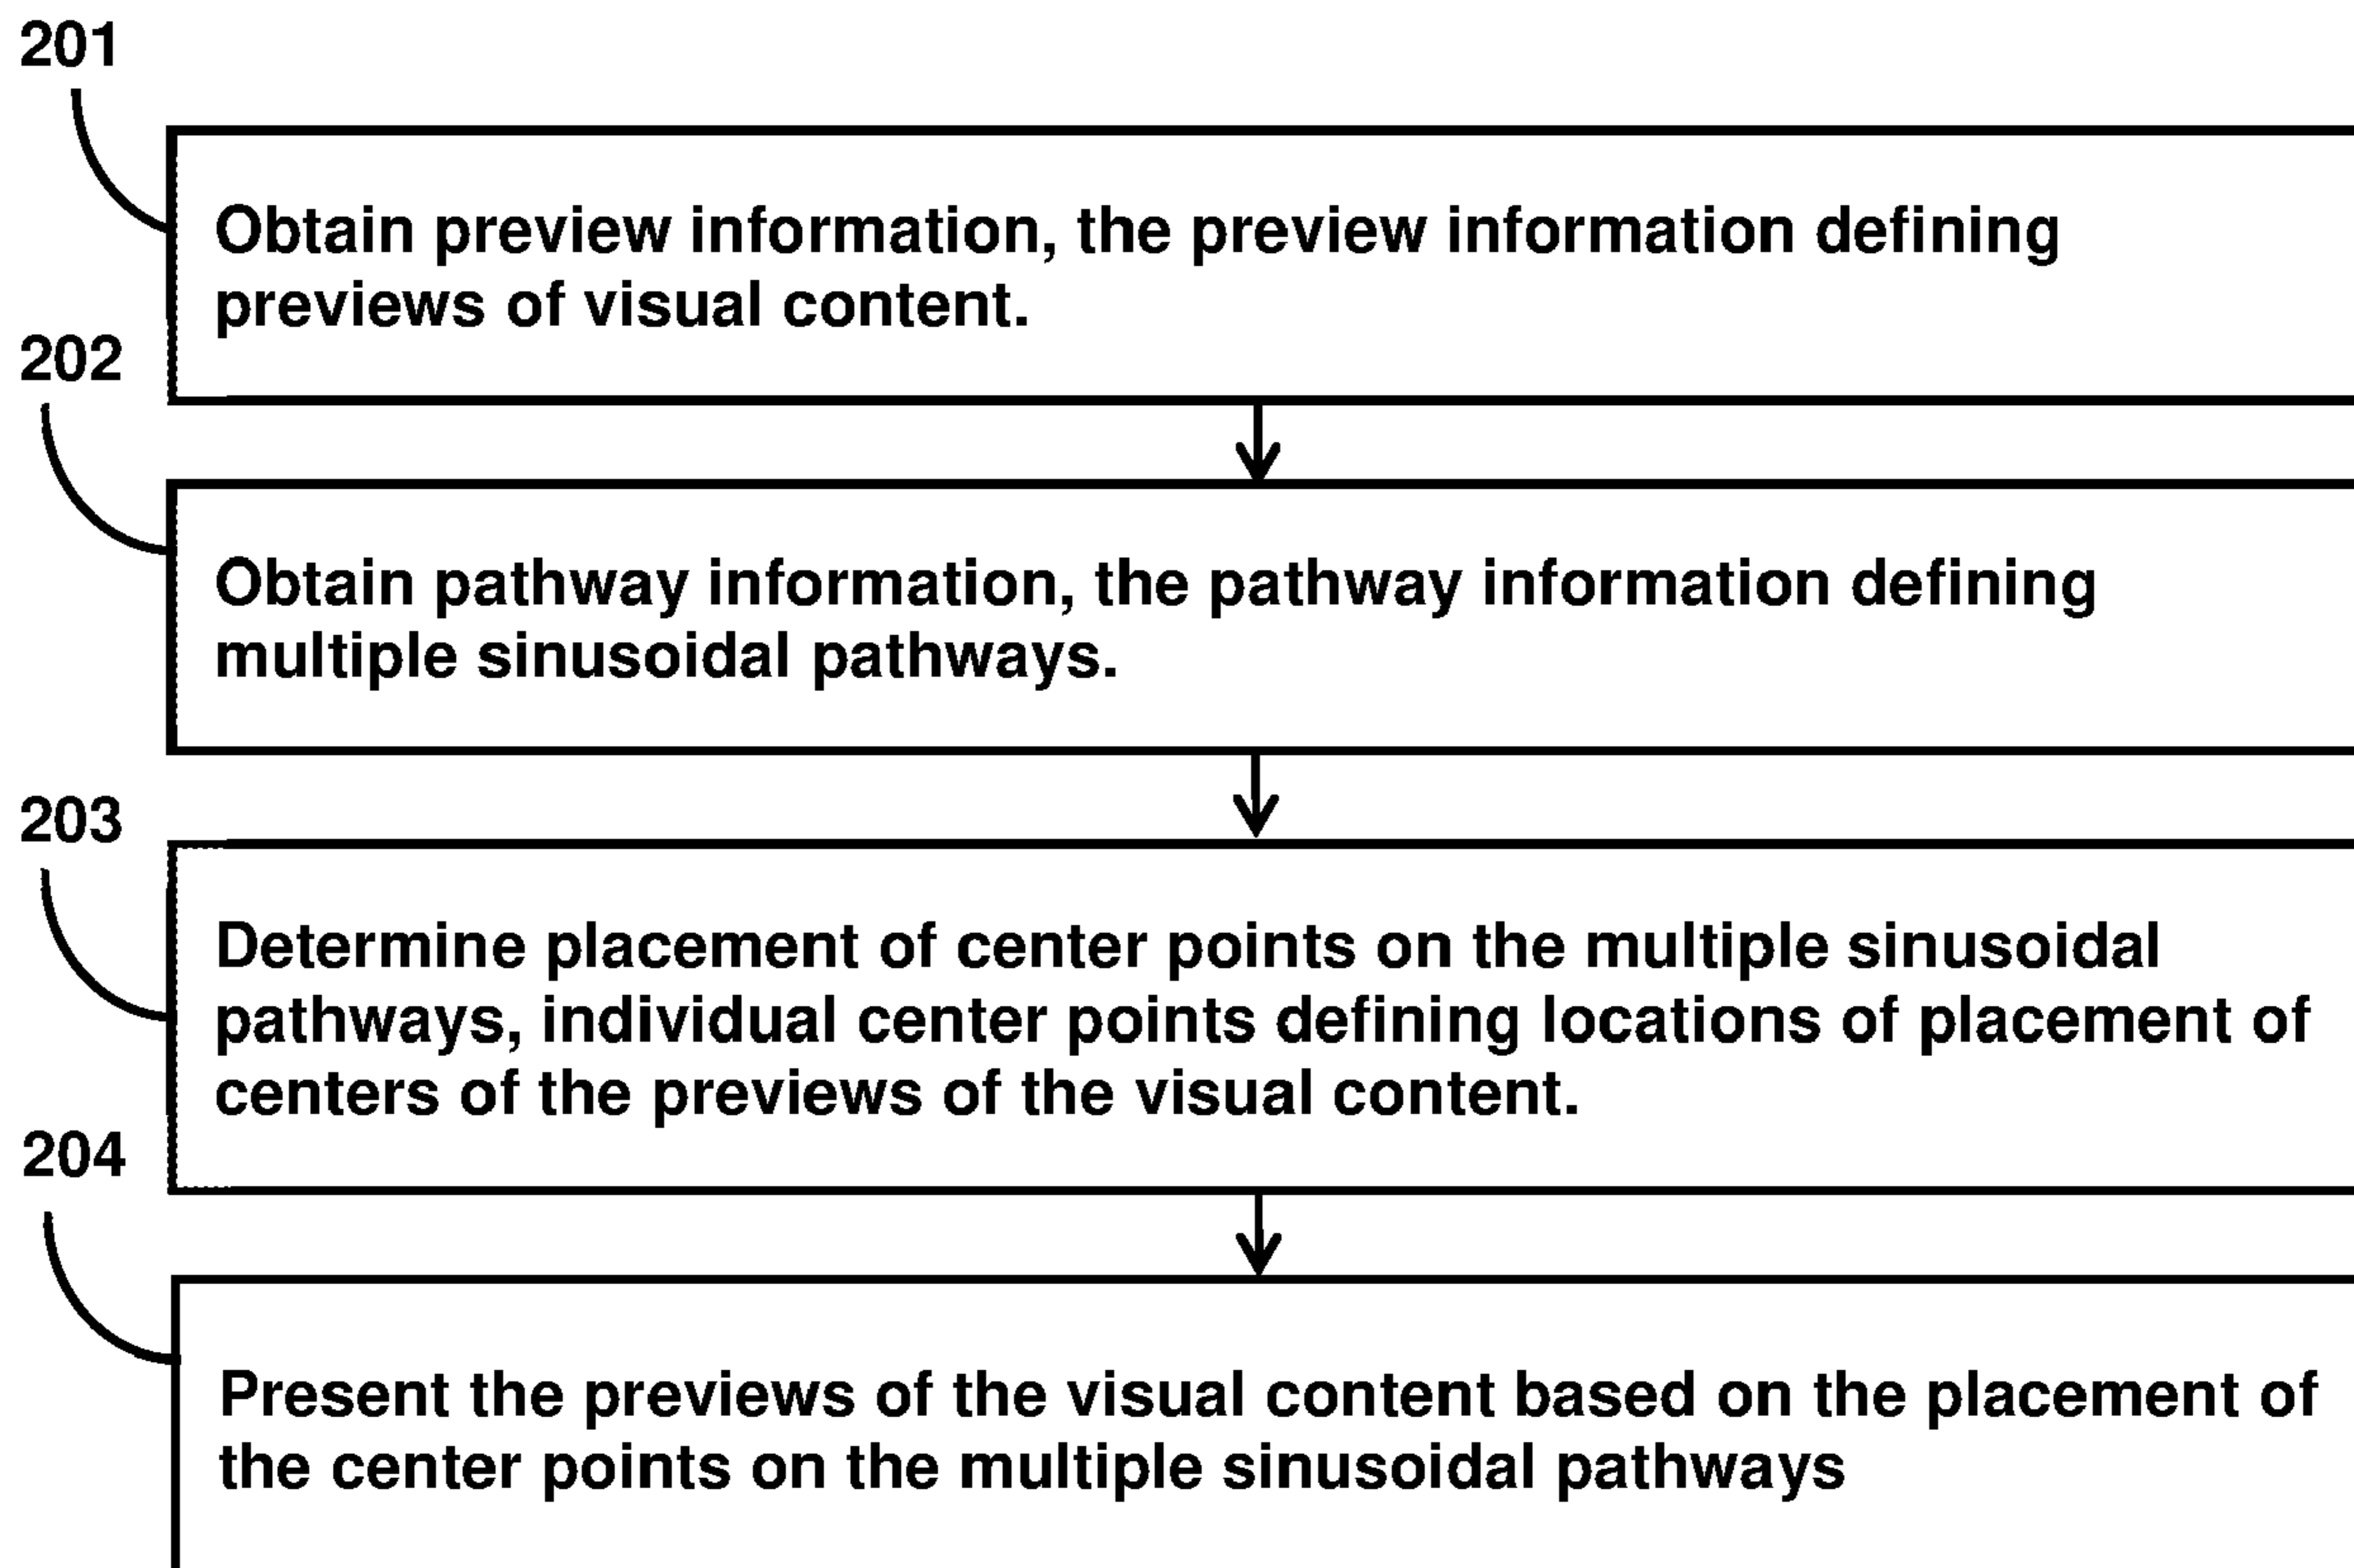 201
Obtain preview information, the preview information defining
previews of visual content.
202
Obtain pathway information, the pathway information defining
multiple sinusoidal pathways.
203
Determine placement of center points on the multiple sinusoidal
pathways, individual center points defining locations of placement of
centers of the previews of the visual content.
204
Present the previews of the visual content based on the placement of
the center points on the multiple sinusoidal pathways